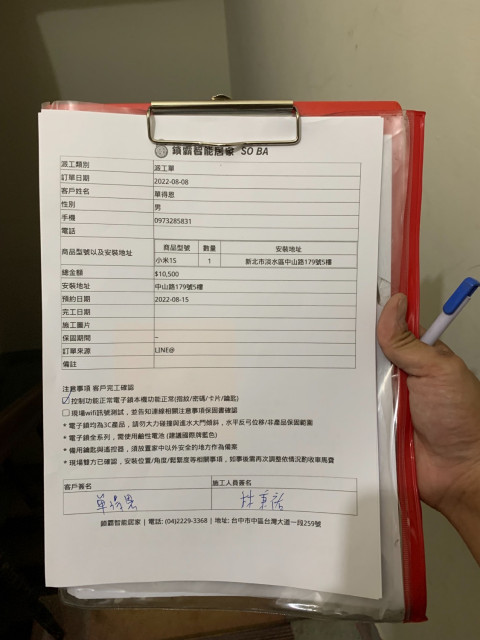 鎖霸智能居家 SO BA
派工類別 派工單
訂單日期 2022-08-08
客戶姓名 單得恩
性別 男
手機 0973285831
電話
商品型號以及安裝地址
商品型號 數量 安裝地址
小米1S 1 新北市淡水區中山路179號5樓
總金額 $10,500
安裝地址 中山路179號5樓
預約日期 2022-08-15
完工日期
施工圖片
保固期間 –
訂單來源 LINE@
備註
注意事項 客戶完工確認
控制功能正常電子鎖本機功能正常(指紋/密碼/卡片/鑰匙)
現場wifi訊號測試，並告知連線相關注意事項保固書確認
* 電子鎖均為3C產品，請勿大力碰撞與遙水大門傾斜，水平反弓位移/非產品保固範圍
* 電子鎖全系列，需使用鹼性電池 (建議國際牌藍色)
* 備用鑰匙與遙控器，須放置家中以外安全的地方作為備案
* 現場雙方已確認，安裝位置/角度/鬆緊度等相關事項，如事後需再次調整依情況酌收車馬費
客戶簽名 施工人員簽名
單得恩
鎖霸智能居家 | 電話: (04)2229-3368 | 地址: 台中市中區台灣大道一段259號